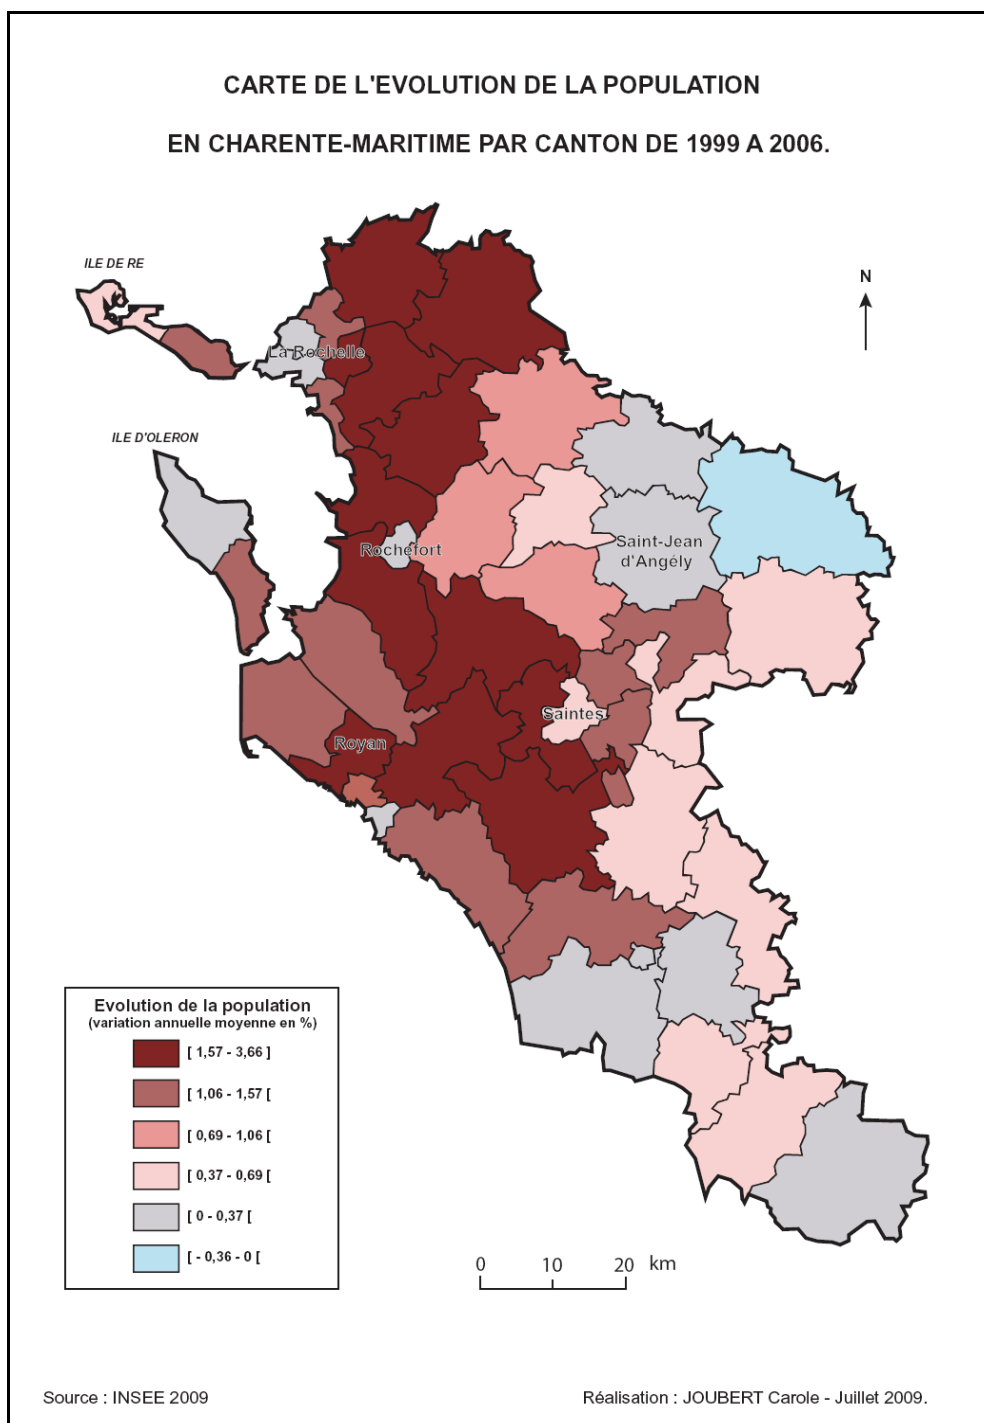 CARTE DE L'EVOLUTION DE LA POPULATION
EN CHARENTE-MARITIME PAR CANTON DE 1999 A 2006.
ILE DE RE
N
La Rochelle
ILE D'OLERON
Rochefort
Saint-Jean
d'Angély
Saintes
Royan
Evolution de la population
(variation annuelle moyenne en %)
[ 1,57 - 3,66 ]
[ 1,06 - 1,57 [
[ 0,69 - 1,06 [
[ 0,37 - 0,69 [
[ 0 - 0,37 [
[ - 0,36 - 0 [
0 10 20 km
Source : INSEE 2009
Réalisation : JOUBERT Carole - Juillet 2009.